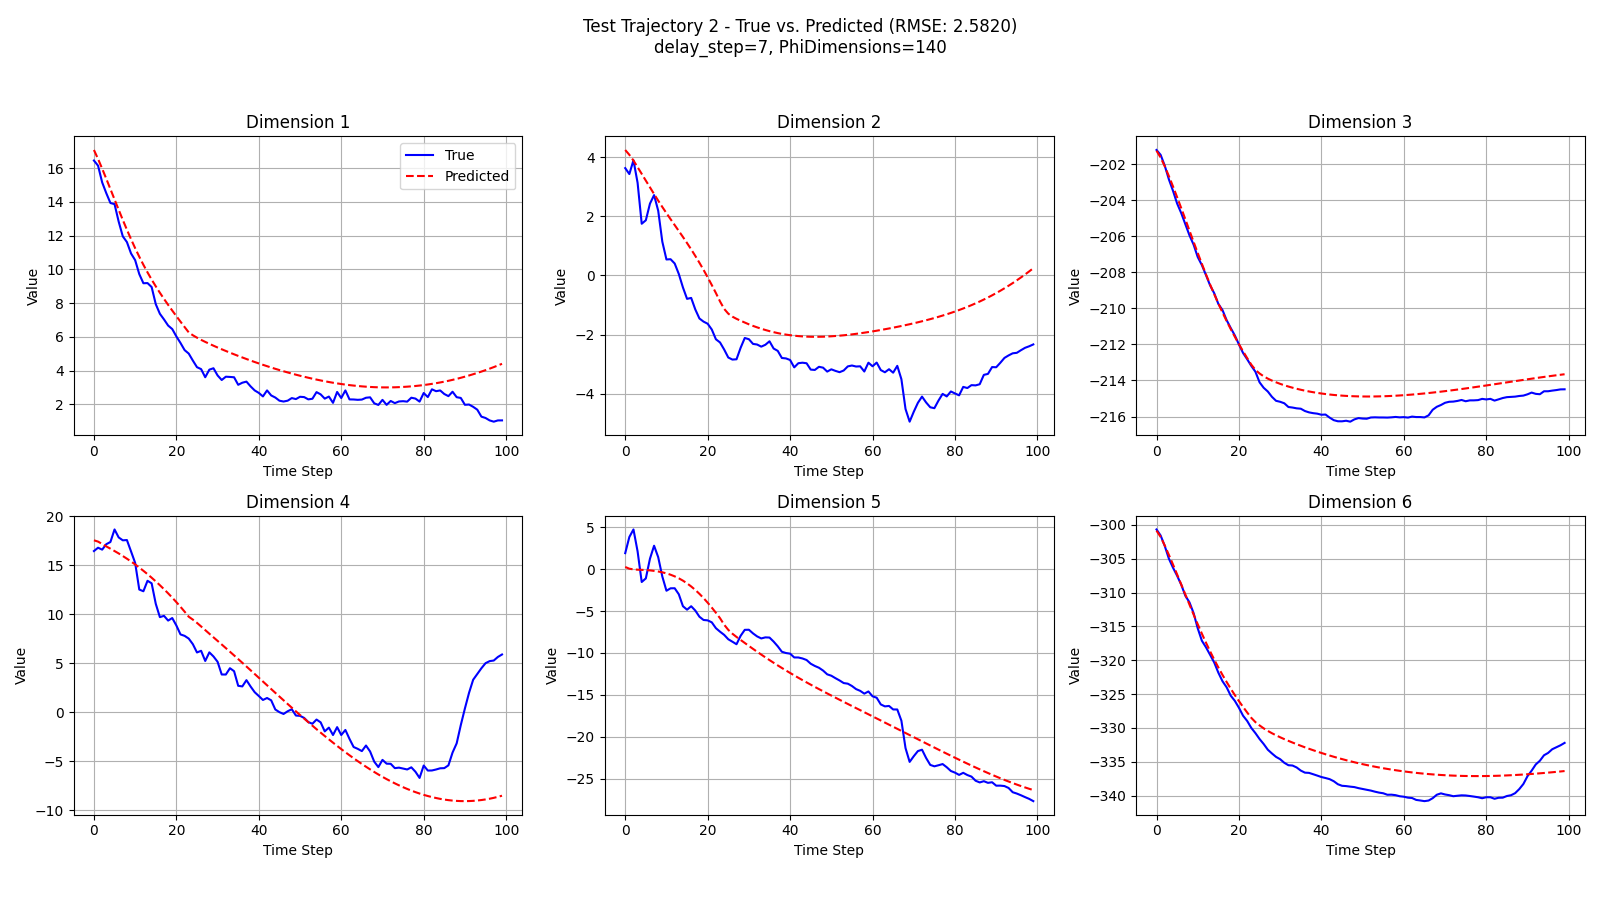 Test Trajectory 2 - True vs. Predicted (RMSE: 2.5820)
delay_step=7, PhiDimensions=140
Dimension 1
16
14
12
10
8
6
4
2
Value
True
Predicted
0 20 40 60 80 100
Time Step
Dimension 2
4
2
0
−2
−4
Value
0 20 40 60 80 100
Time Step
Dimension 3
−202
−204
−206
−208
−210
−212
−214
−216
Value
0 20 40 60 80 100
Time Step
Dimension 4
20
15
10
5
0
−5
−10
Value
0 20 40 60 80 100
Time Step
Dimension 5
5
0
−5
−10
−15
−20
−25
Value
0 20 40 60 80 100
Time Step
Dimension 6
−300
−305
−310
−315
−320
−325
−330
−335
−340
Value
0 20 40 60 80 100
Time Step